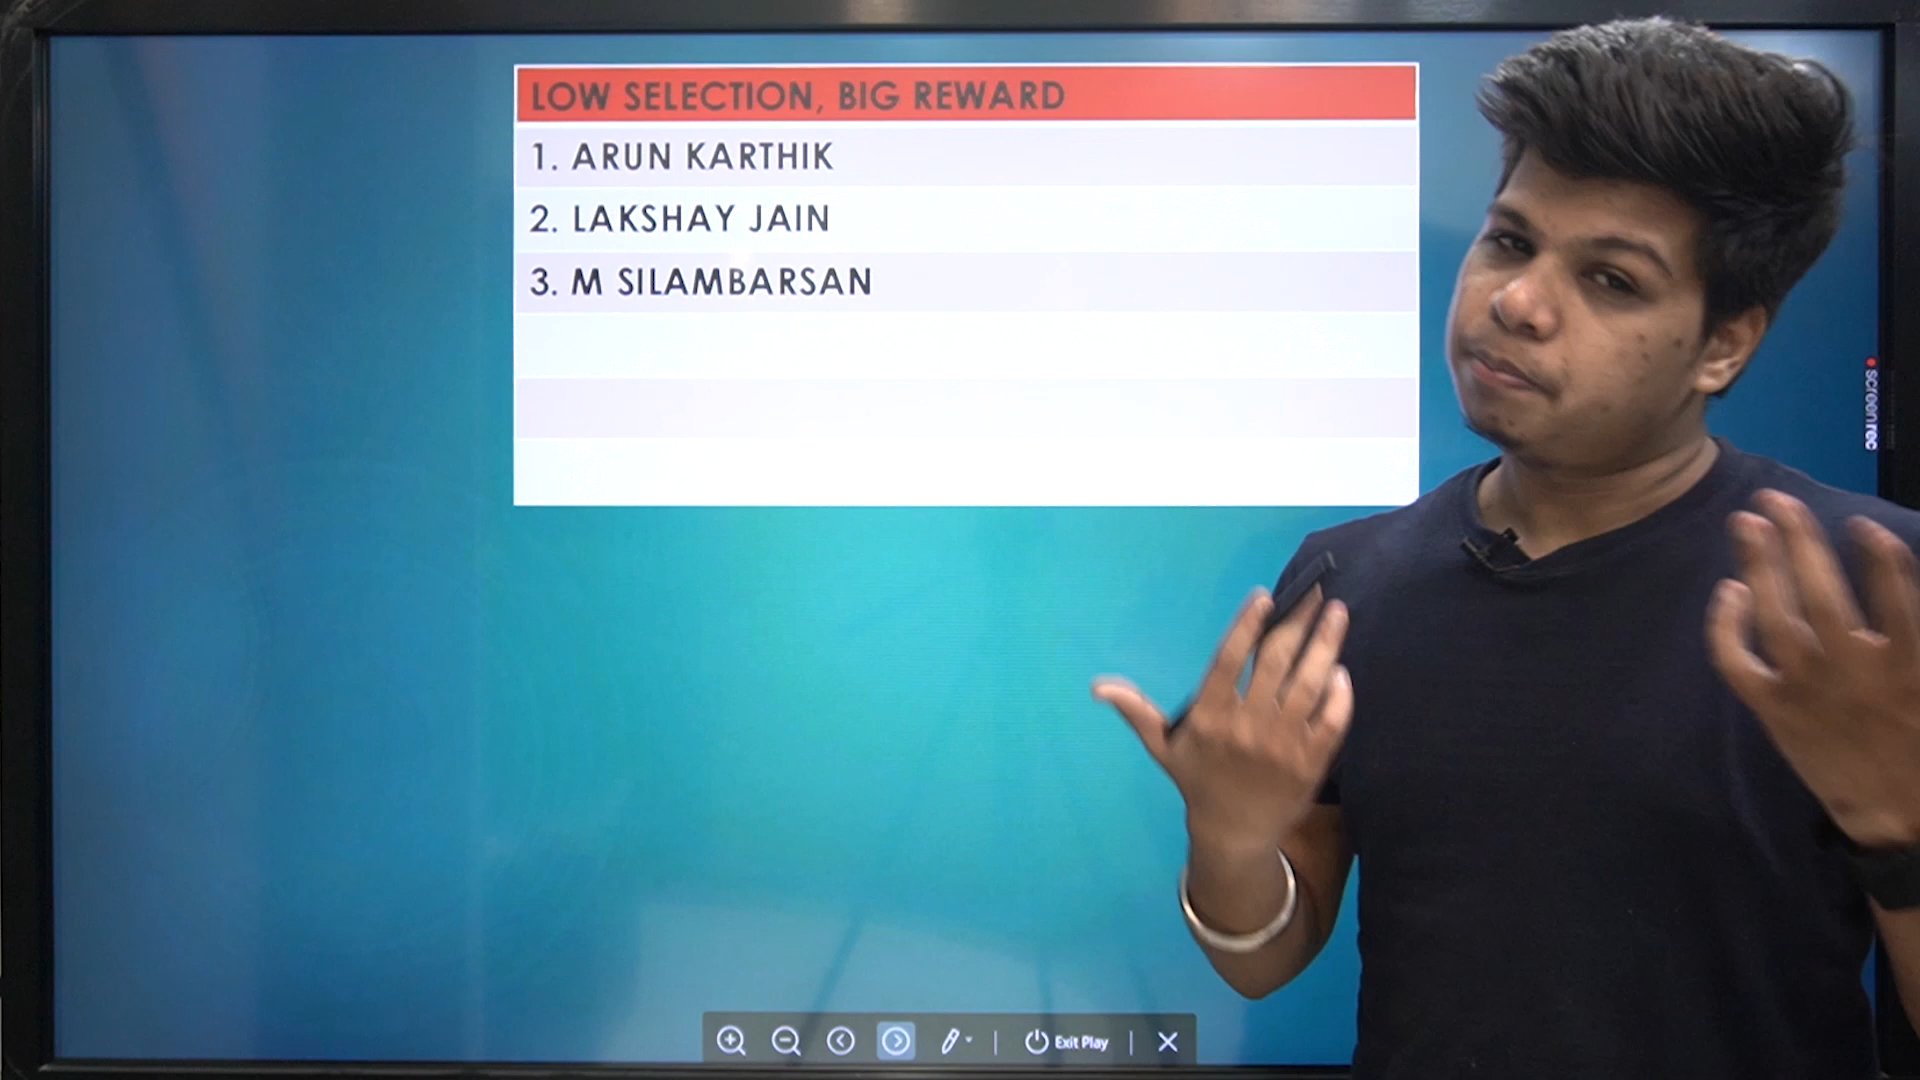 LOW SELECTION, BIG REWARD
1. ARUN KARTHIK
2. LAKSHAY JAIN
3. M SILAMBARSAN
screenrec
Exit Play